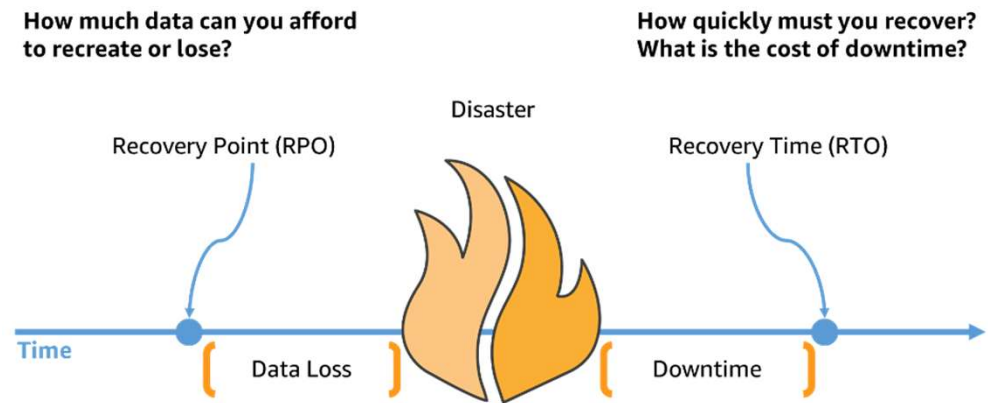 How much data can you afford
to recreate or lose?
How quickly must you recover?
What is the cost of downtime?
Disaster
Recovery Point (RPO)
Recovery Time (RTO)
Time
Data Loss
Downtime